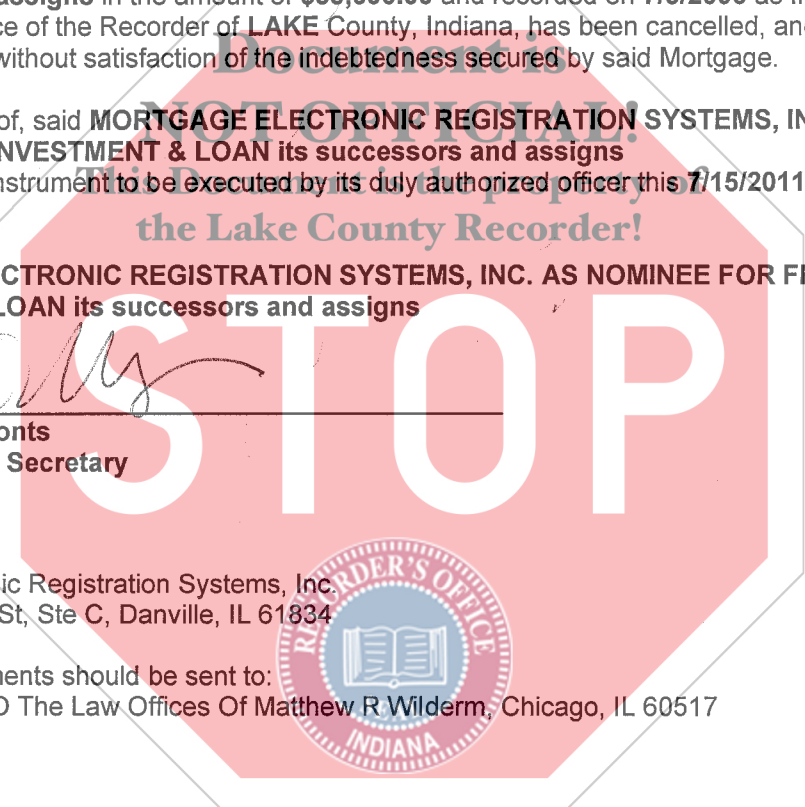 assigns in the amount of
and recorded on
as
ce of the Recorder of LAKE County, Indiana, has been cancelled, and
without satisfaction of the indebtedness secured by said Mortgage.
Document is
NOT OFFICIAL!
of, said MORTGAGE ELECTRONIC REGISTRATION SYSTEMS, IN
NVESTMENT & LOAN its successors and assigns
nstrument to be executed by its duly authorized officer this 7/15/2011
This Document is the property of
the Lake County Recorder!
CTRONIC REGISTRATION SYSTEMS, INC. AS NOMINEE FOR FI
LOAN its successors and assigns
STOP
onts
Secretary
ic Registration Systems, Inc.
St, Ste C, Danville, IL 61834
RECORDER'S OFFICE
INDIANA
ments should be sent to:
O The Law Offices Of Matthew R Wilderm, Chicago, IL 60517